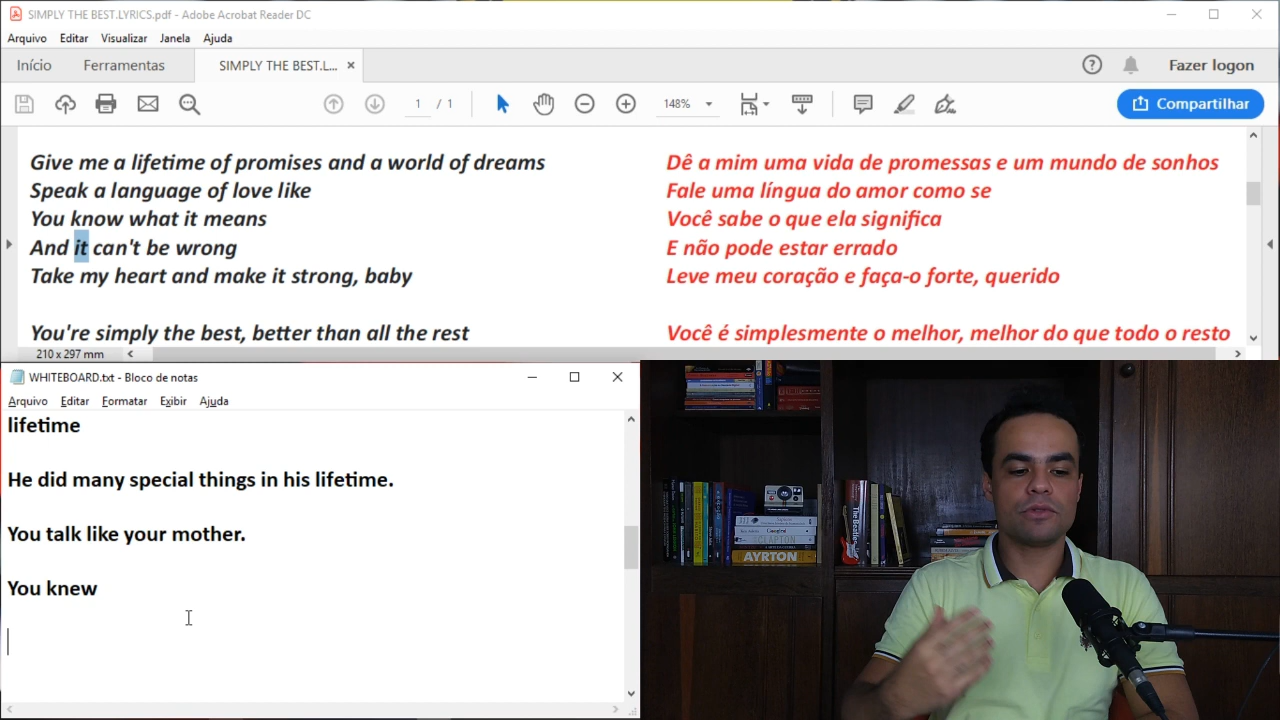 SIMPLY THE BEST.LYRICS.pdf - Adobe Acrobat Reader DC
Arquivo Editar Visualizar Janela Ajuda
Início Ferramentas SIMPLY THE BEST.L... × Fazer logon
1 / 1 148% Compartilhar
Give me a lifetime of promises and a world of dreams
Speak a language of love like
You know what it means
And it can't be wrong
Take my heart and make it strong, baby
You're simply the best, better than all the rest
Dê a mim uma vida de promessas e um mundo de sonhos
Fale uma língua do amor como se
Você sabe o que ela significa
E não pode estar errado
Leve meu coração e faça-o forte, querido
Você é simplesmente o melhor, melhor do que todo o resto
210 x 297 mm
WHITEBOARD.txt - Bloco de notas
Arquivo Editar Formatar Exibir Ajuda
lifetime
He did many special things in his lifetime.
You talk like your mother.
You knew
The Beatles
CLAPTON
AYRTON